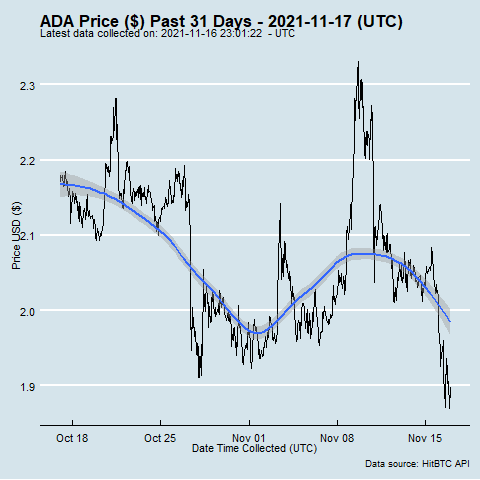 ADA Price ($) Past 31 Days - 2021-11-17 (UTC)
Latest data collected on: 2021-11-16 23:01:22  - UTC
2.3
2.2
2.1
2.0
1.9
Price USD ($)
Oct 18
Oct 25
Nov 01
Nov 08
Nov 15
Date Time Collected (UTC)
Data source: HitBTC API